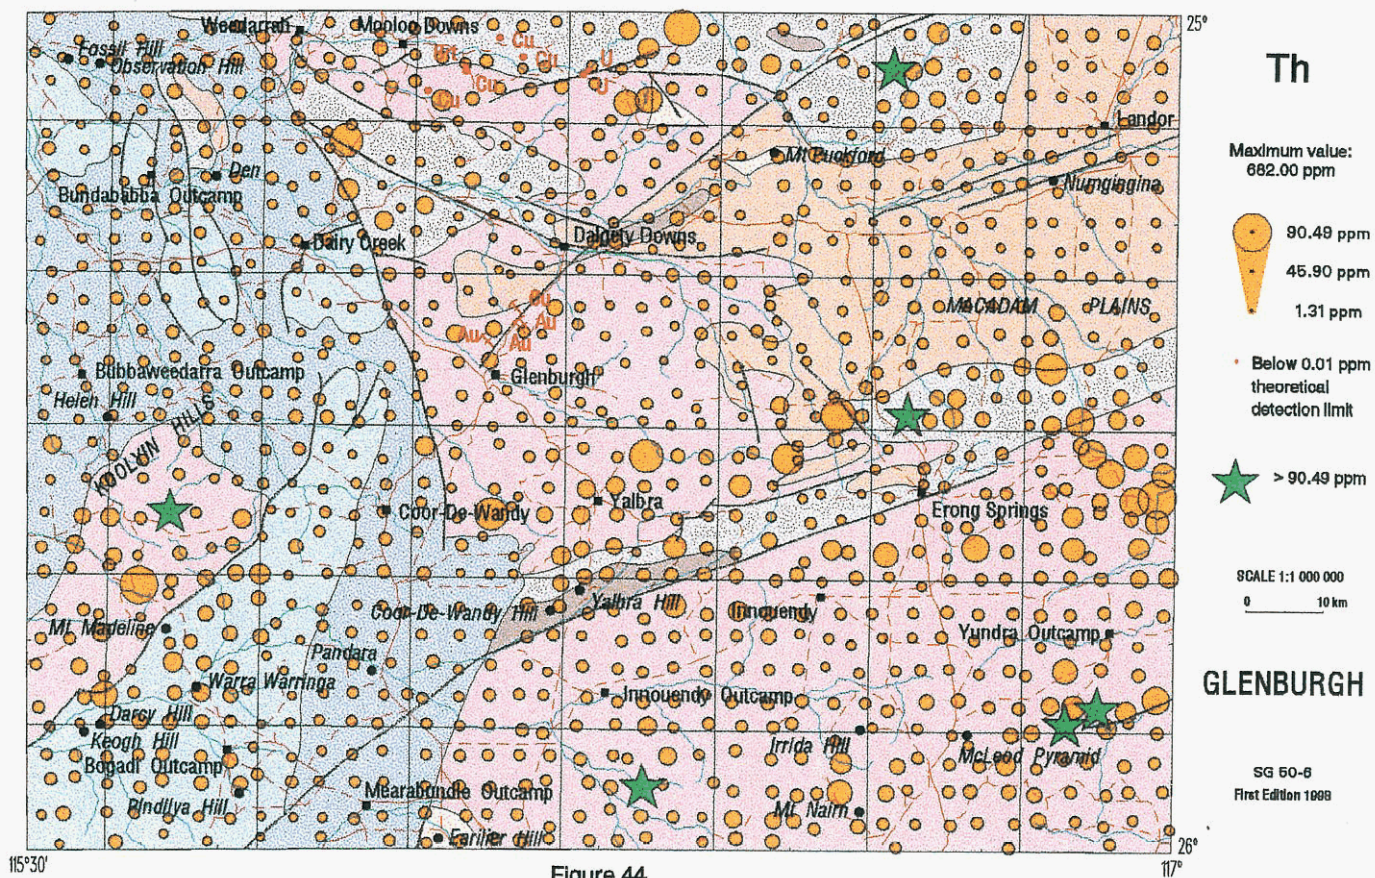 Weedarrah
Mooloo Downs
25°
Fossil Hill
Observation Hill
Cu
Cu
U
U
Cu
Cu
Th
Landor
Mt Puckford
Den
Bundababba Outcamp
Numgingina
Maximum value:
682.00 ppm
Dairy Creek
Dalgety Downs
90.49 ppm
45.90 ppm
1.31 ppm
MACADAM PLAINS
Cu
Au
Au
Au
Glenburgh
Bubbaweedarra Outcamp
Helen Hill
Below 0.01 ppm
theoretical
detection limit
KOOLYIN HILLS
> 90.49 ppm
Coor-De-Wandy
Yalbra
Erong Springs
SCALE 1:1 000 000
0 10 km
Coor-De-Wandy Hill
Yalbra Hill
Innouendy
Mt. Madeline
Yundra Outcamp
Pandara
Warra Warringa
Innouendy Outcamp
GLENBURGH
Darcy Hill
Keogh Hill
Irrida Hill
McLeod Pyramid
Bogadi Outcamp
SG 50-6
First Edition 1998
Pindilya Hill
Mearabundie Outcamp
Mt. Nairn
Earilier Hill
26°
115°30'
Figure 44
117°